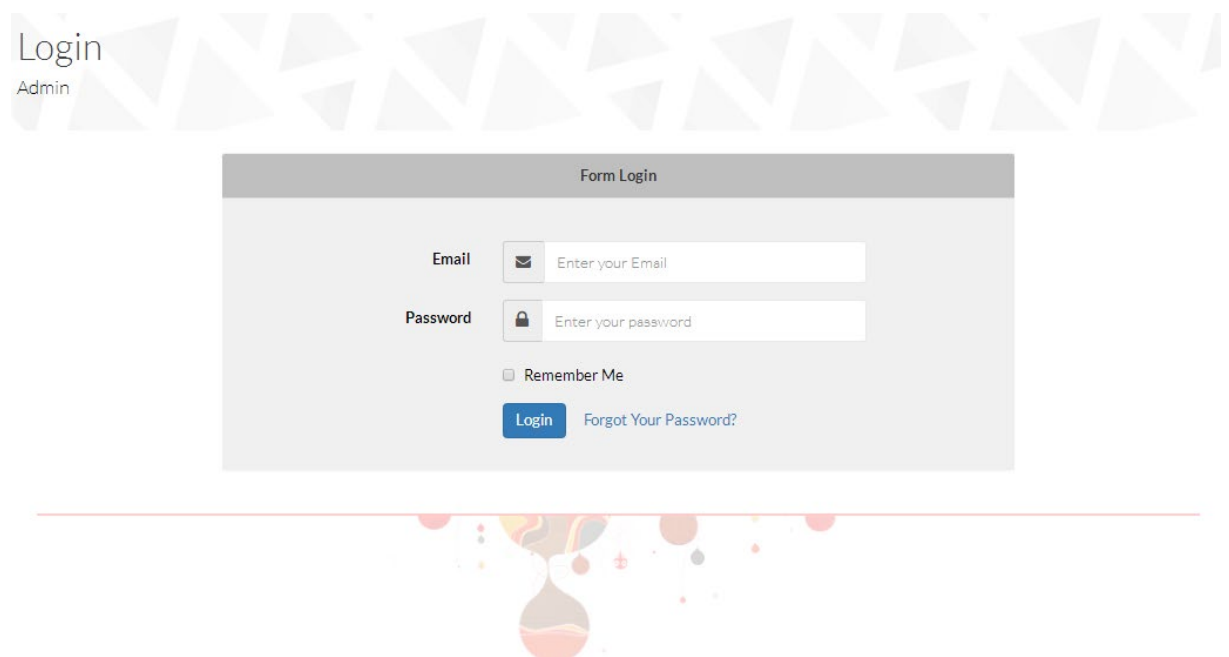 Login
Admin
Form Login
Email
Enter your Email
Password
Enter your password
Remember Me
Login Forgot Your Password?